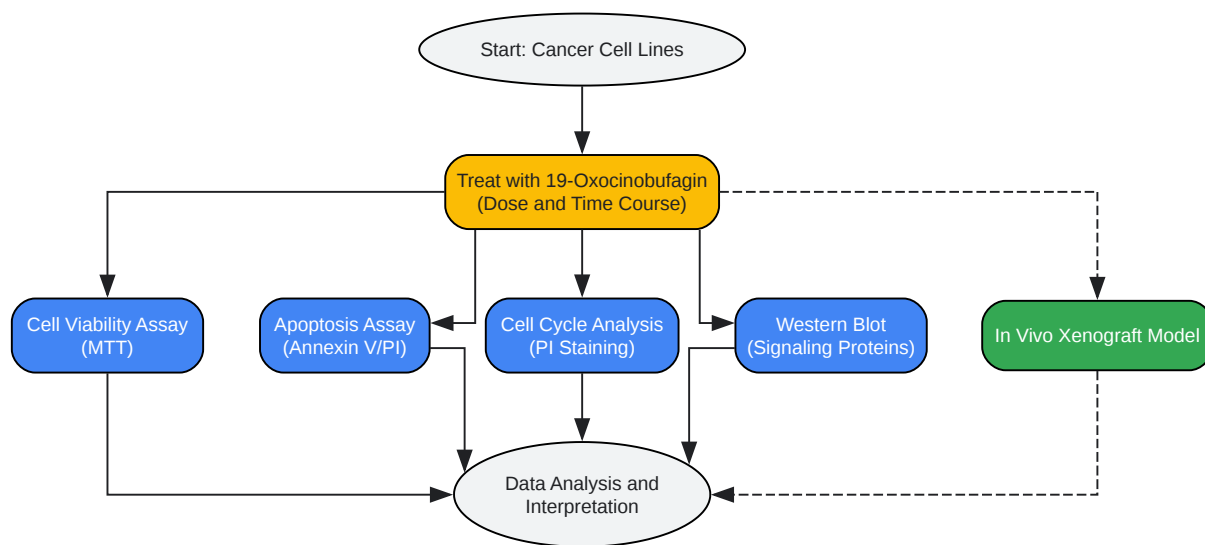 Start: Cancer Cell Lines
Treat with 19-Oxocinobufagin
(Dose and Time Course)
Cell Viability Assay
(MTT)
Apoptosis Assay
(Annexin V/PI)
Cell Cycle Analysis
(PI Staining)
Western Blot
(Signaling Proteins)
In Vivo Xenograft Model
Data Analysis and
Interpretation